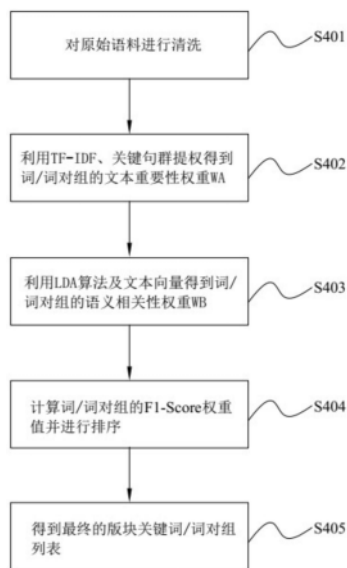 对原始语料进行清洗
S401
利用TF-IDF、关键句群提权得到
词/词对组的文本重要性权重WA
S402
利用LDA算法及文本向量得到词/
词对组的语义相关性权重WB
S403
计算词/词对组的F1-Score权重
值并进行排序
S404
得到最终的版块关键词/词对组
列表
S405